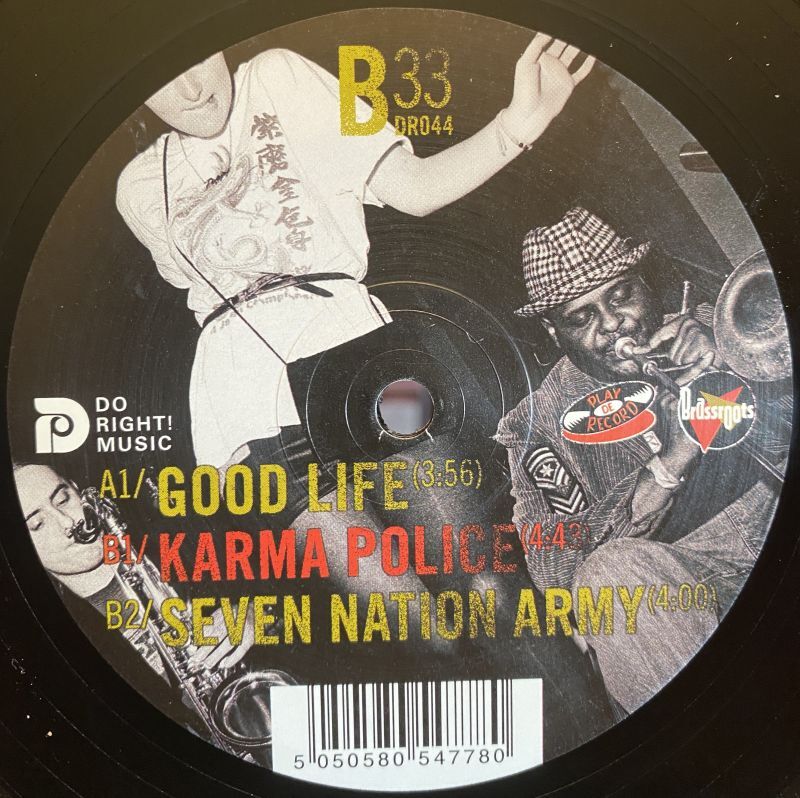 B33
DR044
DO
RIGHT!
MUSIC
PLAY
DE
RECORD
Brassroots
A1/ GOOD LIFE (3:56)
B1/ KARMA POLICE (4:43)
B2/ SEVEN NATION ARMY (4:00)
5 050580 547780